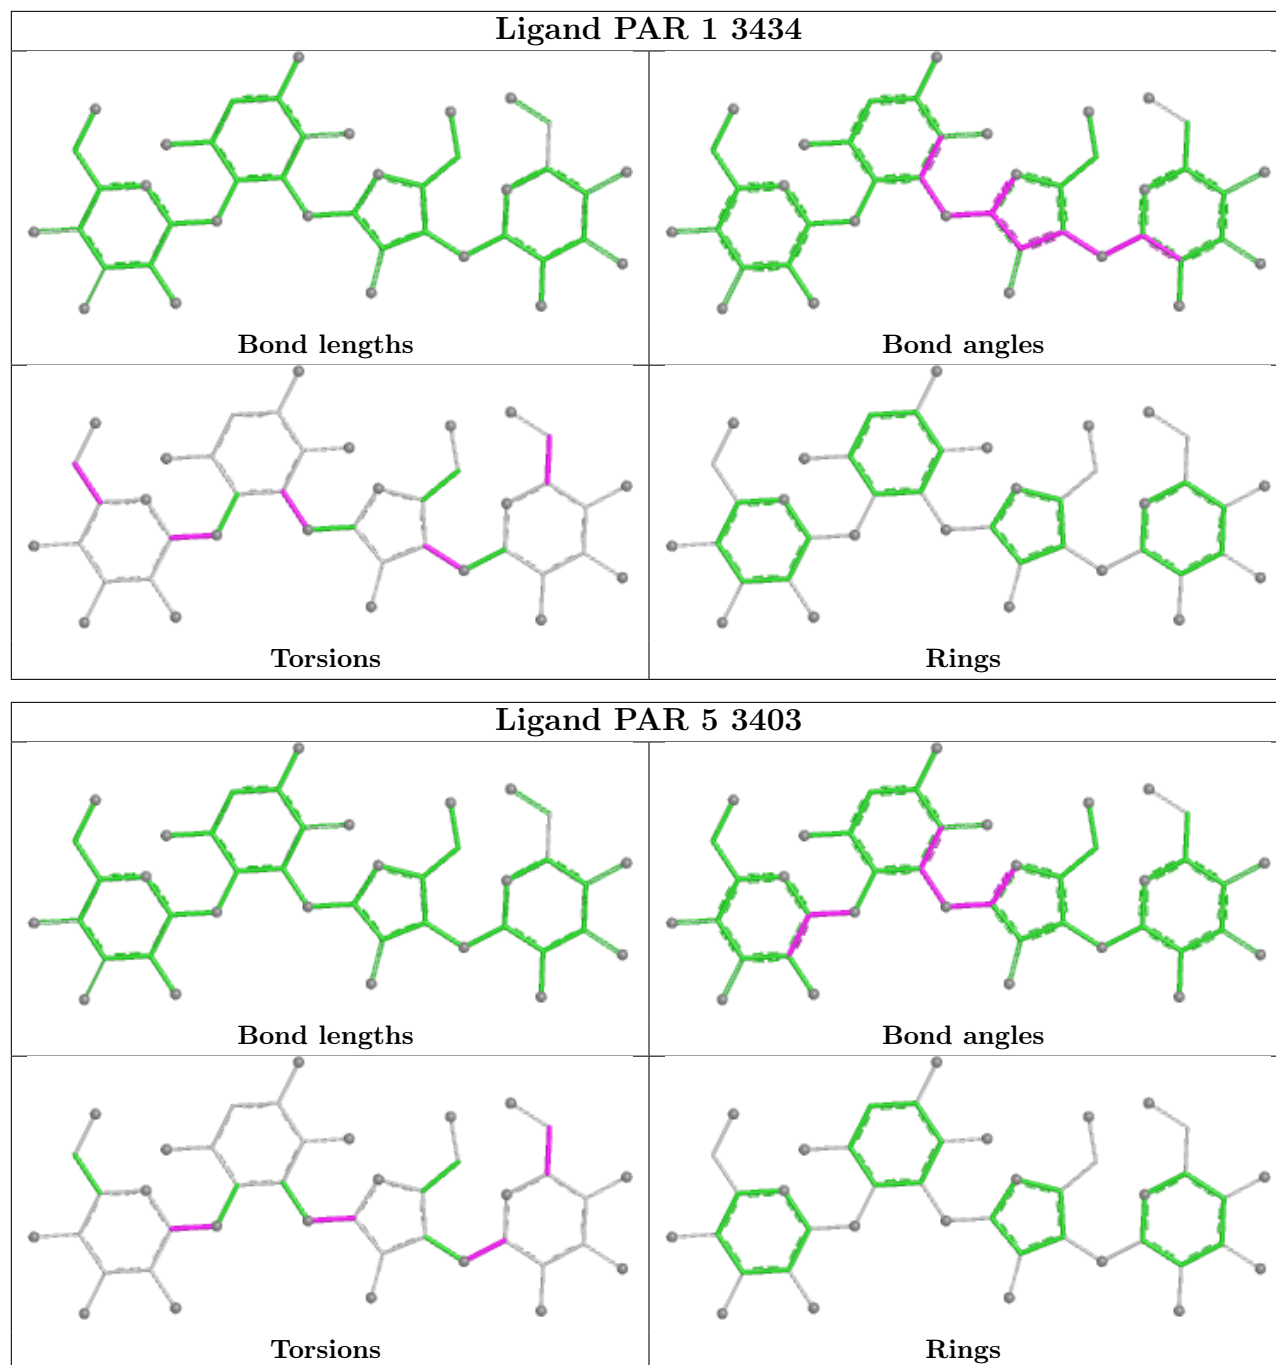 Ligand PAR 1 3434
Bond lengths
Bond angles
Torsions
Rings
Ligand PAR 5 3403
Bond lengths
Bond angles
Torsions
Rings